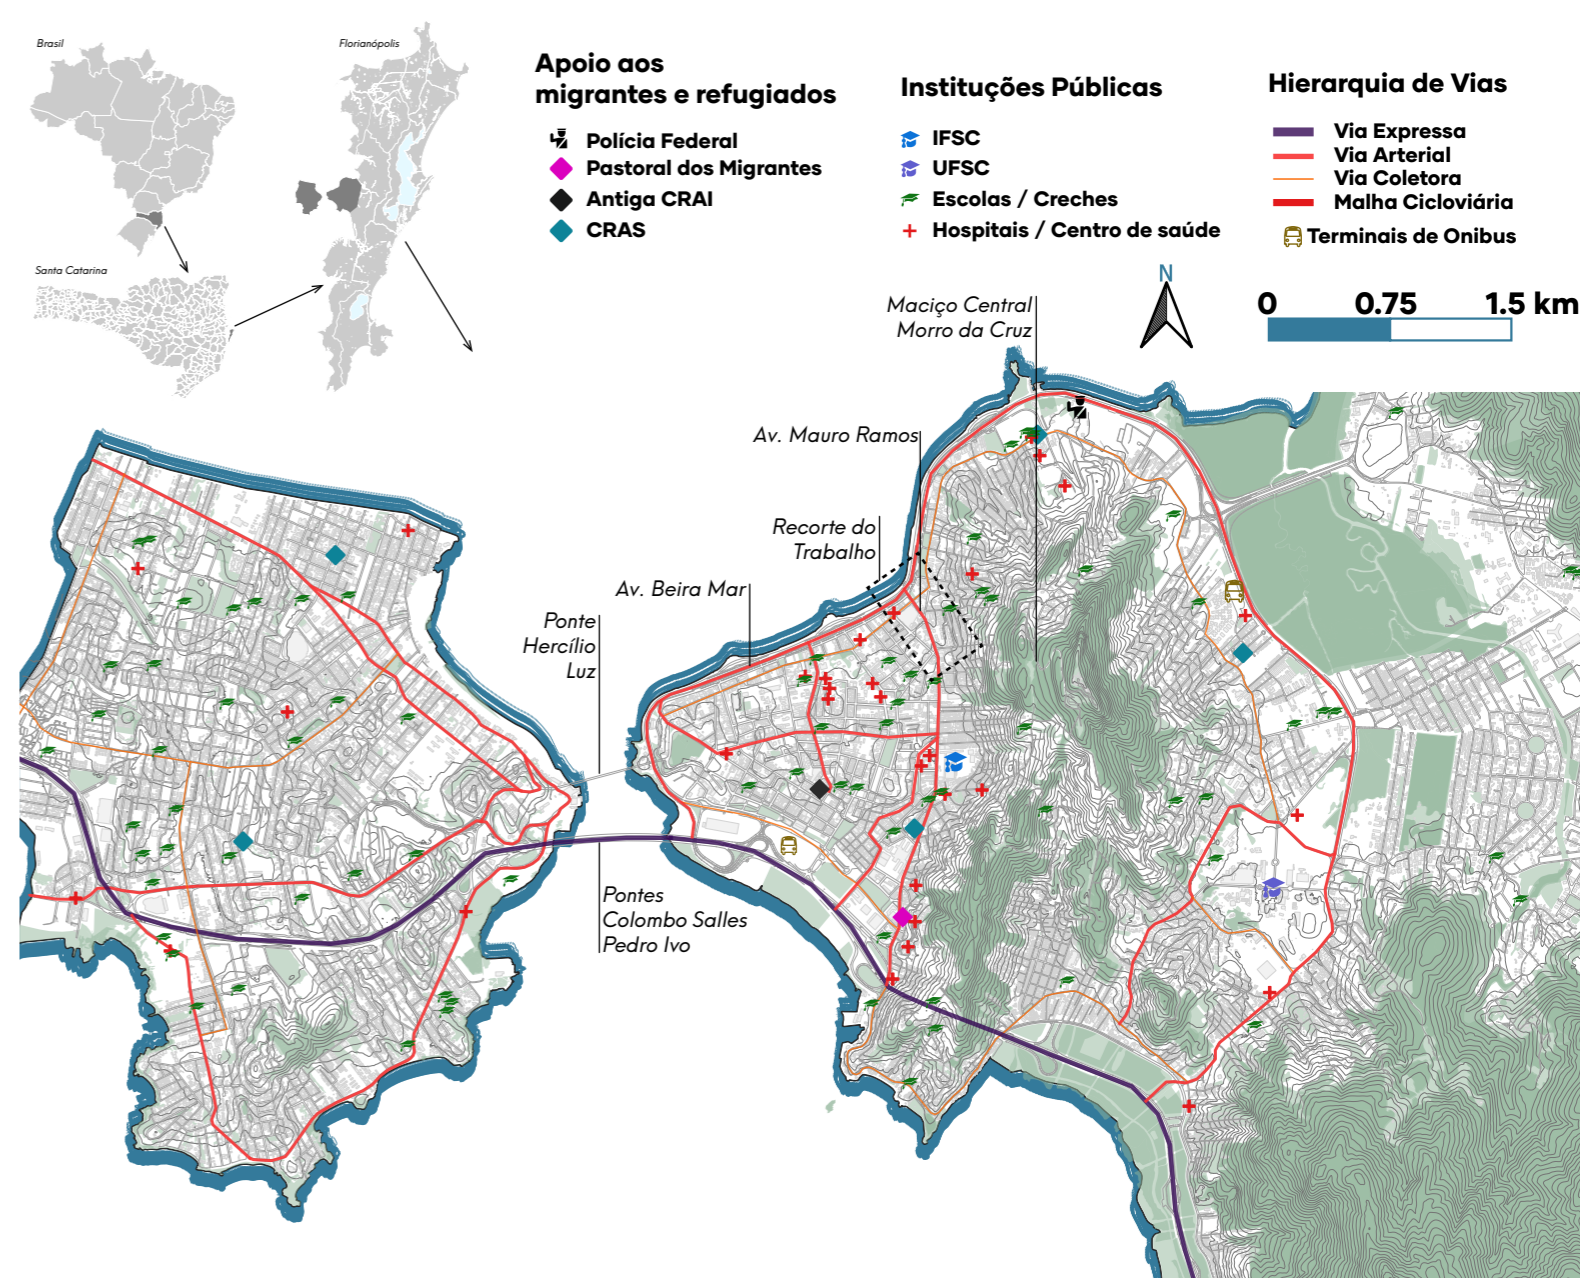 Brasil
Florianópolis
Santa Catarina
Apoio aos
migrantes e refugiados
Polícia Federal
Pastoral dos Migrantes
Antiga CRAI
CRAS
Instituções Públicas
IFSC
UFSC
Escolas / Creches
Hospitais / Centro de saúde
Hierarquia de Vias
Via Expressa
Via Arterial
Via Coletora
Malha Cicloviária
Terminais de Onibus
N
0 0.75 1.5 km
Maciço Central
Morro da Cruz
Av. Mauro Ramos
Recorte do
Trabalho
Av. Beira Mar
Ponte
Hercílio
Luz
Pontes
Colombo Salles
Pedro Ivo